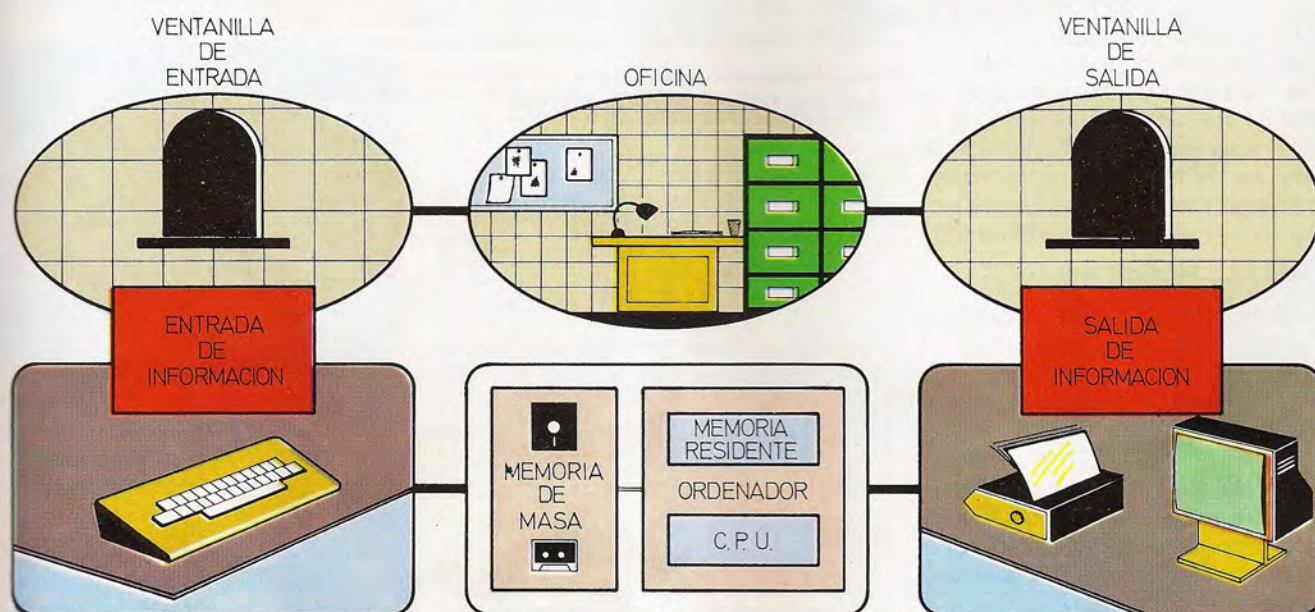 VENTANILLA
DE
ENTRADA
OFICINA
VENTANILLA
DE
SALIDA
ENTRADA
DE
INFORMACION
SALIDA
DE
INFORMACION
MEMORIA
DE
MASA
MEMORIA
RESIDENTE
ORDENADOR
C.P.U.